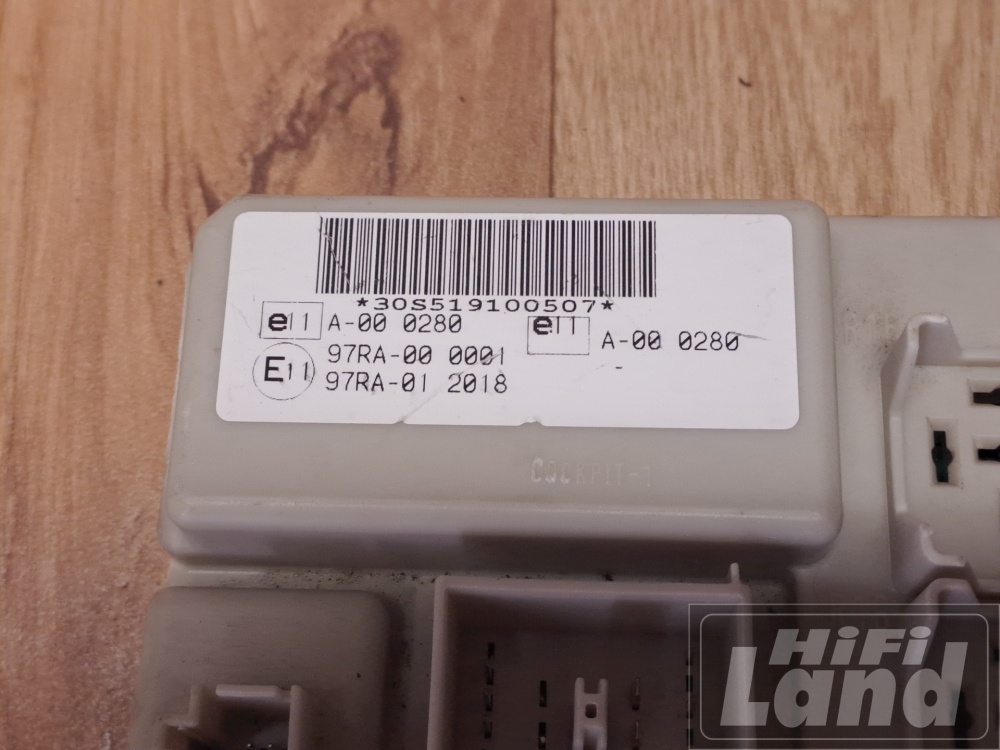 *30S519100507*
e11 A-00 0280
97RA-00 0001
E11 97RA-01 2018
e11 A-00 0280
COCKPIT-1
HiFi
Land